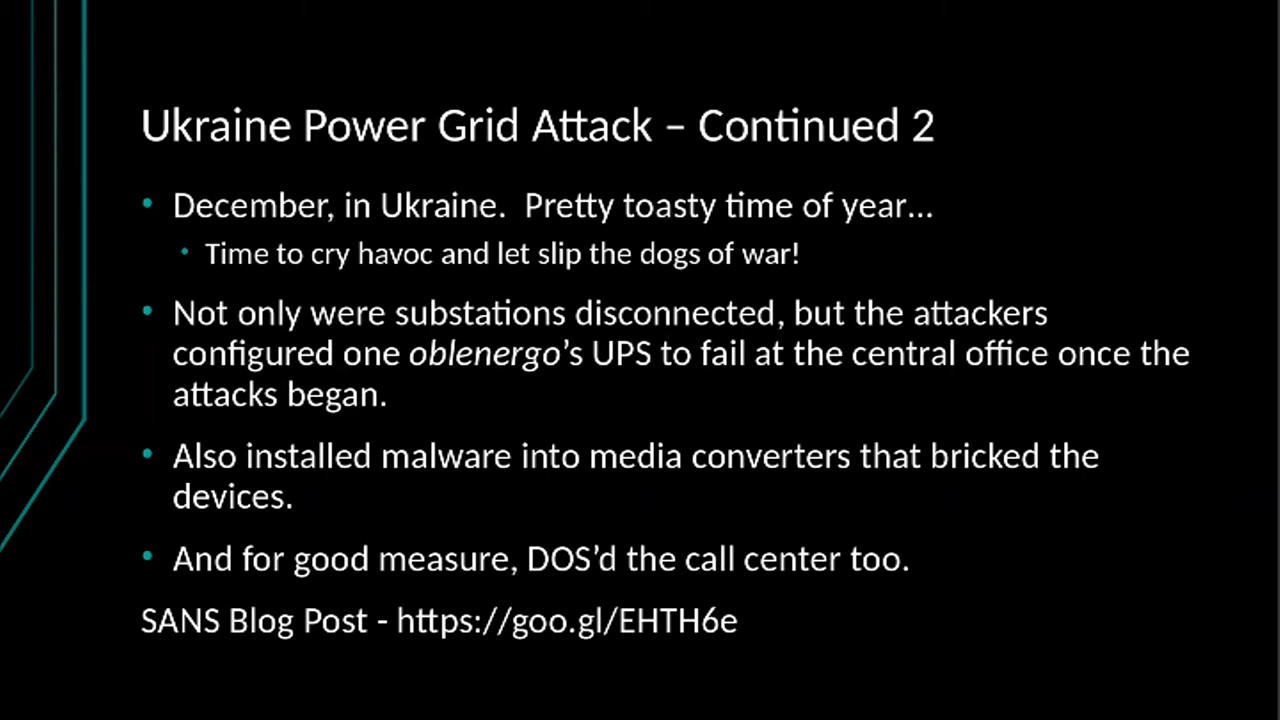 Ukraine Power Grid Attack – Continued 2
• December, in Ukraine.  Pretty toasty time of year…
• Time to cry havoc and let slip the dogs of war!
• Not only were substations disconnected, but the attackers
configured one oblenergo’s UPS to fail at the central office once the
attacks began.
• Also installed malware into media converters that bricked the
devices.
• And for good measure, DOS’d the call center too.
SANS Blog Post - https://goo.gl/EHTH6e